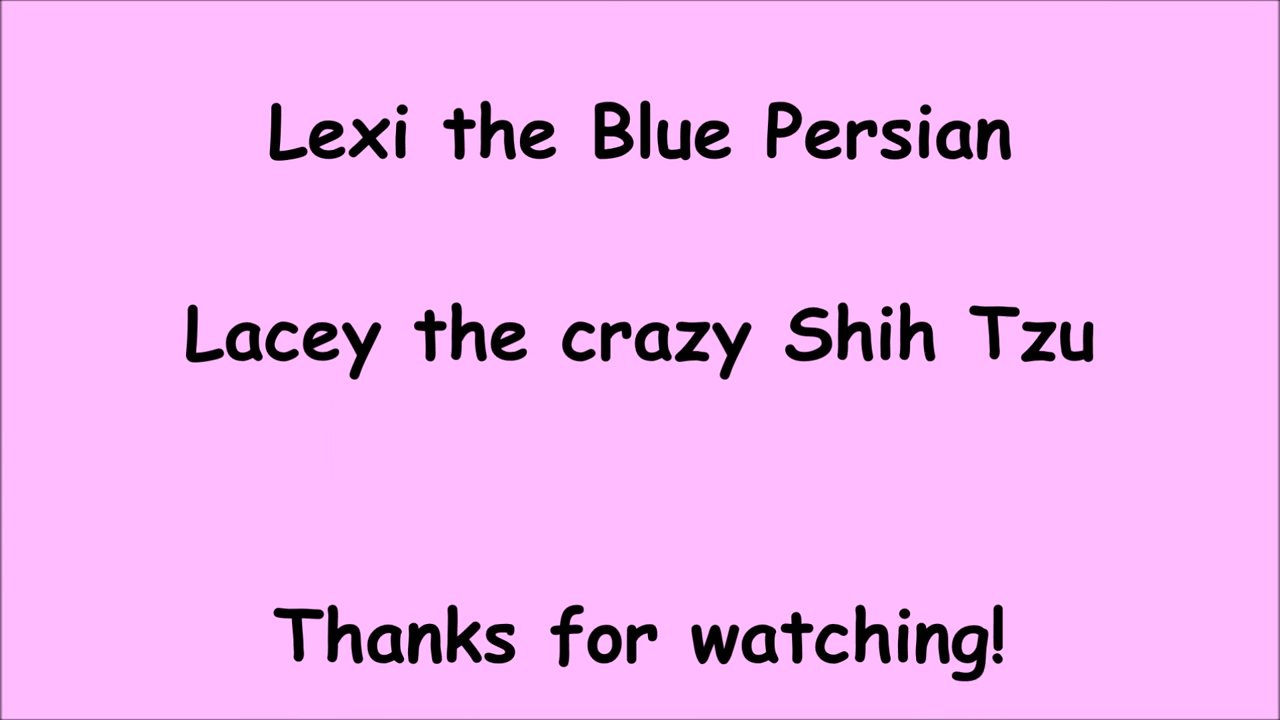 Lexi the Blue Persian
Lacey the crazy Shih Tzu
Thanks for watching!